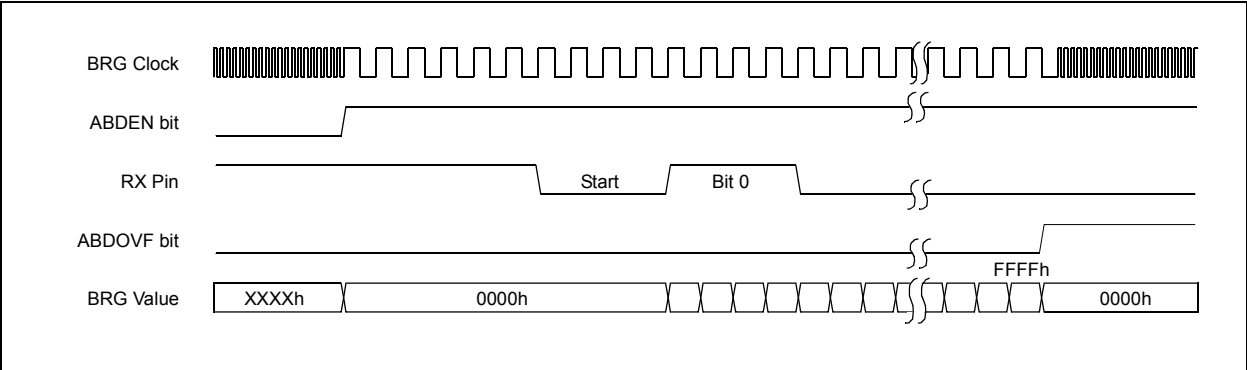 BRG Clock
ABDEN bit
RX Pin
Start
Bit 0
ABDOVF bit
FFFFh
BRG Value
XXXXh
0000h
0000h